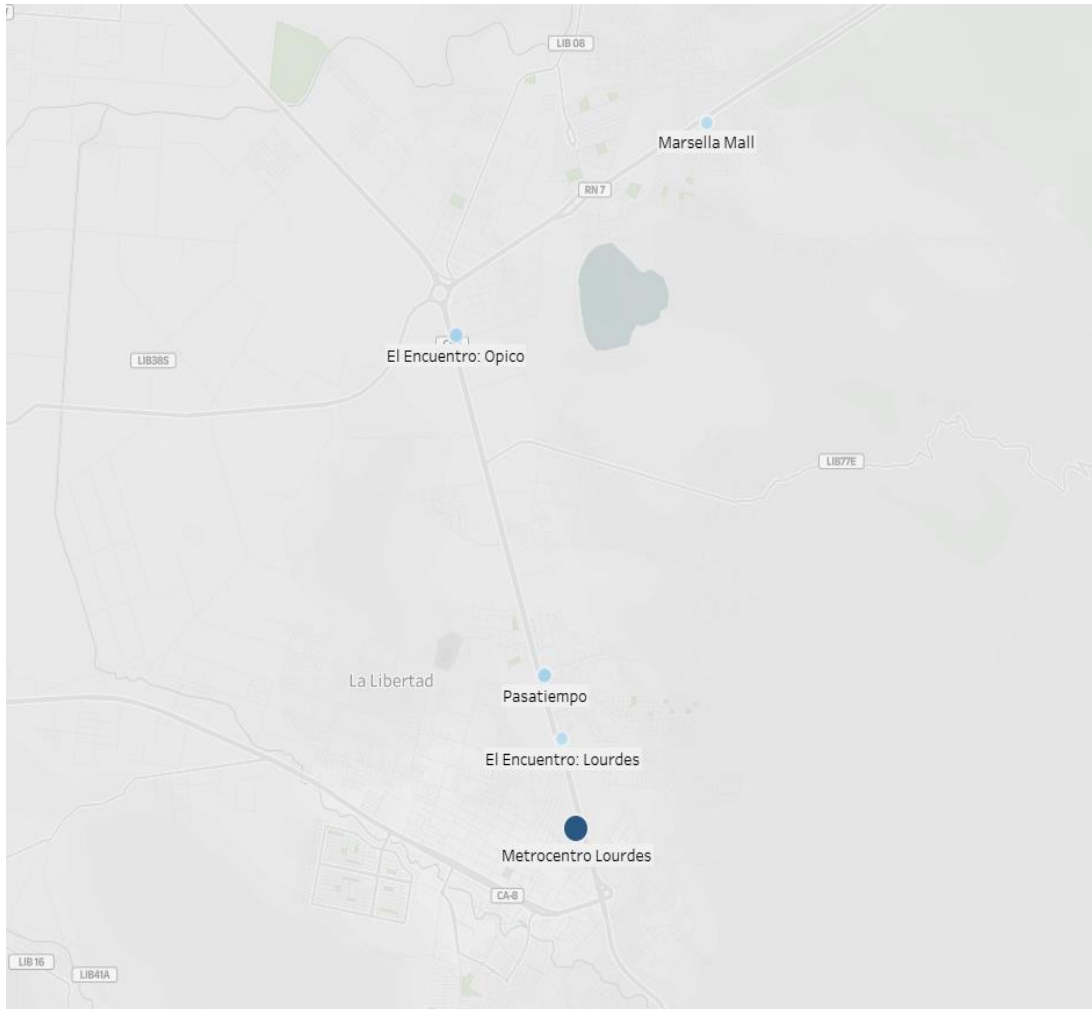 LIB 08
Marsella Mall
RN 7
El Encuentro: Opico
LIB38S
LIB77E
La Libertad
Pasatiempo
El Encuentro: Lourdes
Metrocentro Lourdes
CA-8
LIB 16
LIB41A